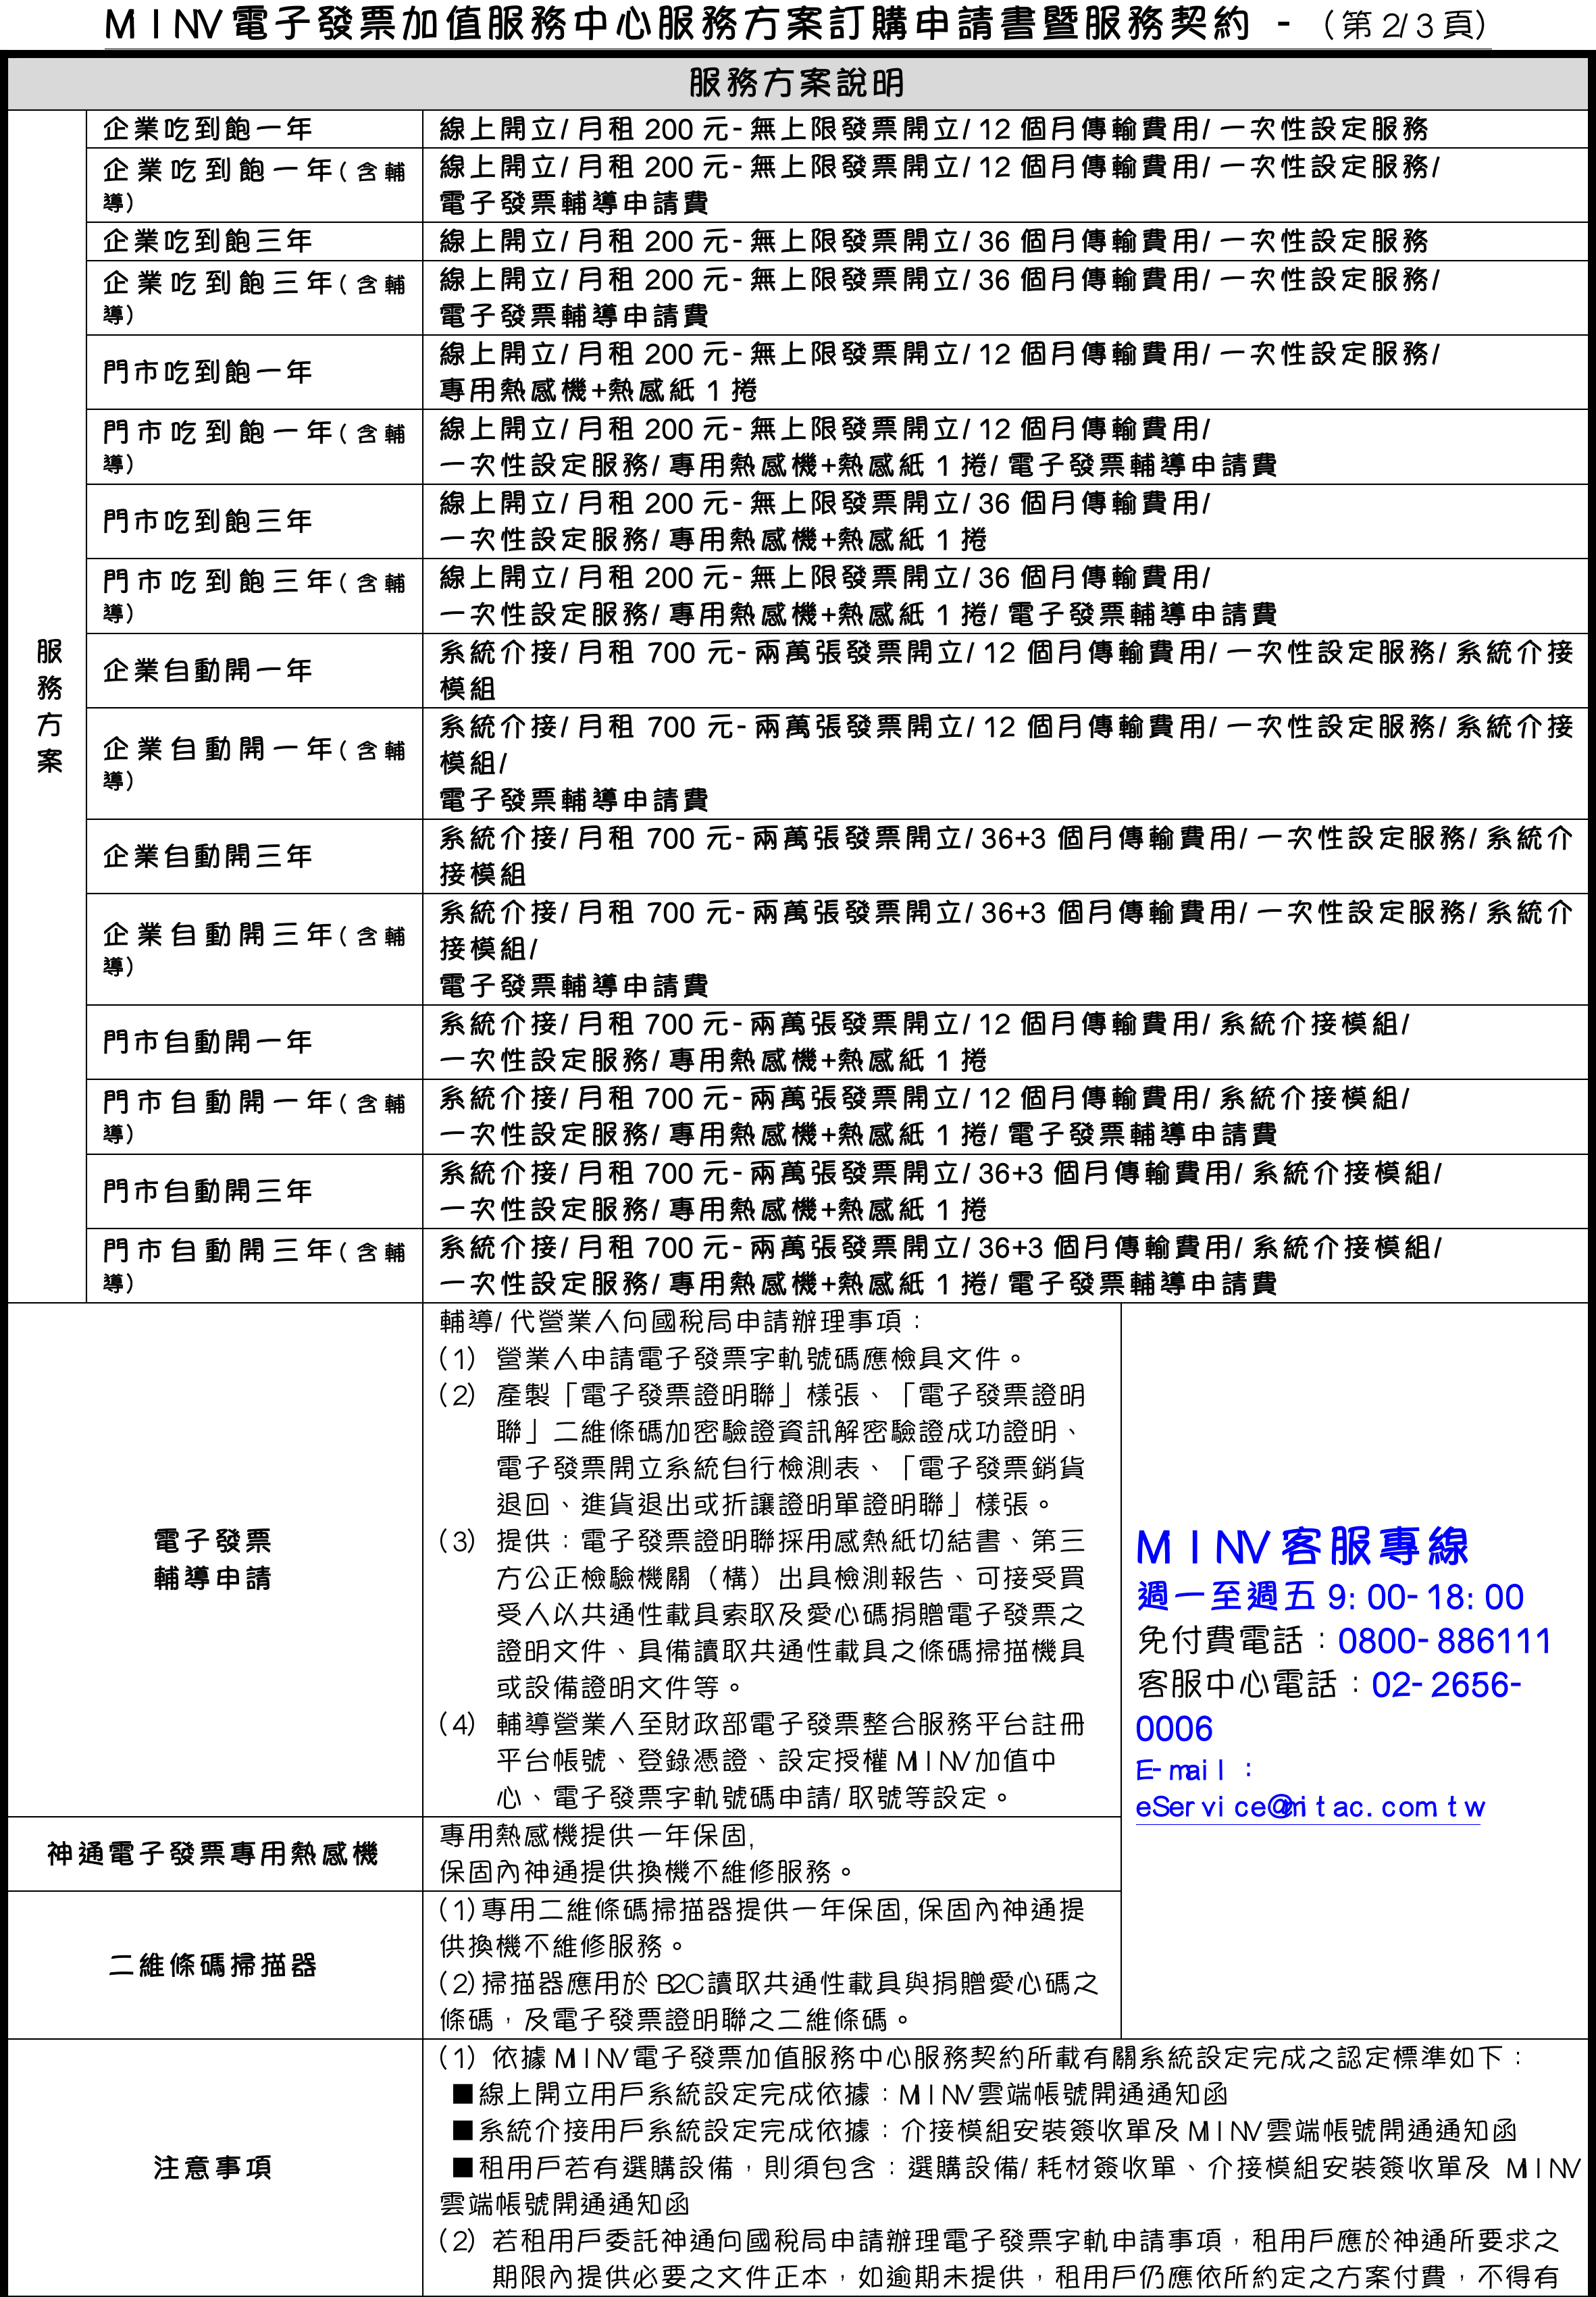 MINV電子發票加值服務中心服務方案訂購申請書暨服務契約 -（第2/3頁)
服務方案說明
服
務
方
案
企業吃到飽一年
線上開立/月租 200 元-無上限發票開立/12 個月傳輸費用/一次性設定服務
企業吃到飽一年(含輔
導)
線上開立/月租 200 元-無上限發票開立/12 個月傳輸費用/一次性設定服務/
電子發票輔導申請費
企業吃到飽三年
線上開立/月租 200 元-無上限發票開立/36 個月傳輸費用/一次性設定服務
企業吃到飽三年(含輔
導)
線上開立/月租 200 元-無上限發票開立/36 個月傳輸費用/一次性設定服務/
電子發票輔導申請費
門市吃到飽一年
線上開立/月租 200 元-無上限發票開立/12 個月傳輸費用/一次性設定服務/
專用熱感機+熱感紙 1 捲
門市吃到飽一年(含輔
導)
線上開立/月租 200 元-無上限發票開立/12 個月傳輸費用/
一次性設定服務/專用熱感機+熱感紙 1 捲/電子發票輔導申請費
門市吃到飽三年
線上開立/月租 200 元-無上限發票開立/36 個月傳輸費用/
一次性設定服務/專用熱感機+熱感紙 1 捲
門市吃到飽三年(含輔
導)
線上開立/月租 200 元-無上限發票開立/36 個月傳輸費用/
一次性設定服務/專用熱感機+熱感紙 1 捲/電子發票輔導申請費
企業自動開一年
系統介接/月租 700 元-兩萬張發票開立/12 個月傳輸費用/一次性設定服務/系統介接
模組
企業自動開一年(含輔
導)
系統介接/月租 700 元-兩萬張發票開立/12 個月傳輸費用/一次性設定服務/系統介接
模組/
電子發票輔導申請費
企業自動開三年
系統介接/月租 700 元-兩萬張發票開立/36+3 個月傳輸費用/一次性設定服務/系統介
接模組
企業自動開三年(含輔
導)
系統介接/月租 700 元-兩萬張發票開立/36+3 個月傳輸費用/一次性設定服務/系統介
接模組/
電子發票輔導申請費
門市自動開一年
系統介接/月租 700 元-兩萬張發票開立/12 個月傳輸費用/系統介接模組/
一次性設定服務/專用熱感機+熱感紙 1 捲
門市自動開一年(含輔
導)
系統介接/月租 700 元-兩萬張發票開立/12 個月傳輸費用/系統介接模組/
一次性設定服務/專用熱感機+熱感紙 1 捲/電子發票輔導申請費
門市自動開三年
系統介接/月租 700 元-兩萬張發票開立/36+3 個月傳輸費用/系統介接模組/
一次性設定服務/專用熱感機+熱感紙 1 捲
門市自動開三年(含輔
導)
系統介接/月租 700 元-兩萬張發票開立/36+3 個月傳輸費用/系統介接模組/
一次性設定服務/專用熱感機+熱感紙 1 捲/電子發票輔導申請費
電子發票
輔導申請
輔導/代營業人向國稅局申請辦理事項：
(1) 營業人申請電子發票字軌號碼應檢具文件。
(2) 產製「電子發票證明聯」樣張、「電子發票證明
聯」二維條碼加密驗證資訊解密驗證成功證明、
電子發票開立系統自行檢測表、「電子發票銷貨
退回、進貨退出或折讓證明單證明聯」樣張。
(3) 提供：電子發票證明聯採用感熱紙切結書、第三
方公正檢驗機關（構）出具檢測報告、可接受買
受人以共通性載具索取及愛心碼捐贈電子發票之
證明文件、具備讀取共通性載具之條碼掃描機具
或設備證明文件等。
(4) 輔導營業人至財政部電子發票整合服務平台註冊
平台帳號、登錄憑證、設定授權 MINV 加值中
心、電子發票字軌號碼申請/取號等設定。
MINV 客服專線
週一至週五 9:00-18:00
免付費電話：0800-886111
客服中心電話：02-2656-
0006
E-mail：
eService@mitac.com.tw
神通電子發票專用熱感機
專用熱感機提供一年保固,
保固內神通提供換機不維修服務。
二維條碼掃描器
(1)專用二維條碼掃描器提供一年保固,保固內神通提
供換機不維修服務。
(2)掃描器應用於 B2C讀取共通性載具與捐贈愛心碼之
條碼，及電子發票證明聯之二維條碼。
注意事項
(1) 依據 MINV 電子發票加值服務中心服務契約所載有關系統設定完成之認定標準如下：
■線上開立用戶系統設定完成依據：MINV 雲端帳號開通通知函
■系統介接用戶系統設定完成依據：介接模組安裝簽收單及 MINV 雲端帳號開通通知函
■租用戶若有選購設備，則須包含：選購設備/耗材簽收單、介接模組安裝簽收單及 MINV
雲端帳號開通通知函
(2) 若租用戶委託神通向國稅局申請辦理電子發票字軌申請事項，租用戶應於神通所要求之
期限內提供必要之文件正本，如逾期未提供，租用戶仍應依所約定之方案付費，不得有